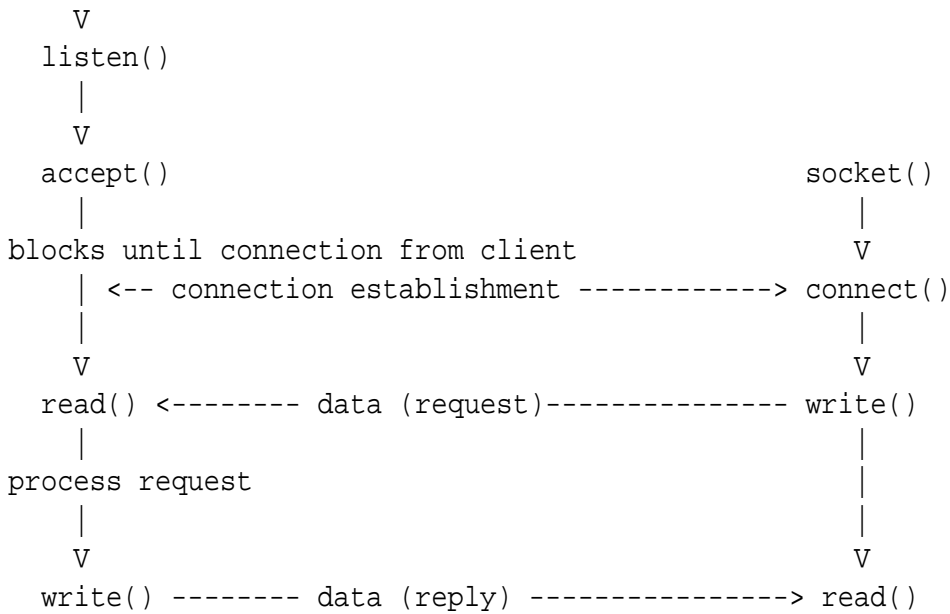 V
listen()
|
V
accept() socket()
| |
blocks until connection from client V
| <-- connection establishment ------------> connect()
| |
V V
read() <-------- data (request)--------------- write()
| |
process request |
| |
V V
write() -------- data (reply) ----------------> read()